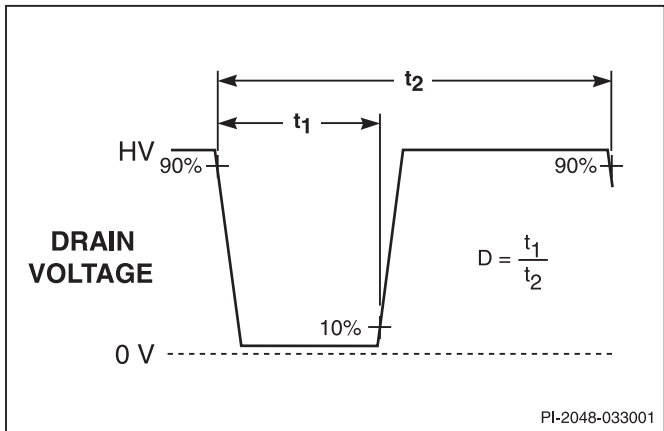 t2
t1
HV
90%
90%
DRAIN
VOLTAGE
D = t1
t2
10%
0 V
PI-2048-033001